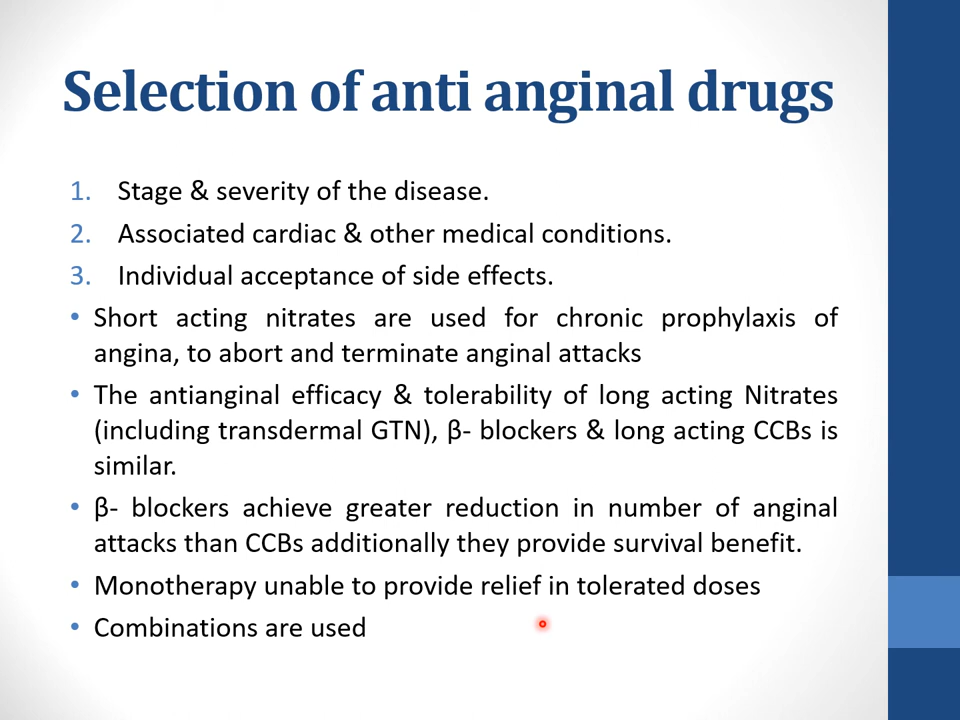 Selection of anti anginal drugs
1. Stage & severity of the disease.
2. Associated cardiac & other medical conditions.
3. Individual acceptance of side effects.
• Short acting nitrates are used for chronic prophylaxis of
angina, to abort and terminate anginal attacks
• The antianginal efficacy & tolerability of long acting Nitrates
(including transdermal GTN), β- blockers & long acting CCBs is
similar.
• β- blockers achieve greater reduction in number of anginal
attacks than CCBs additionally they provide survival benefit.
• Monotherapy unable to provide relief in tolerated doses
• Combinations are used